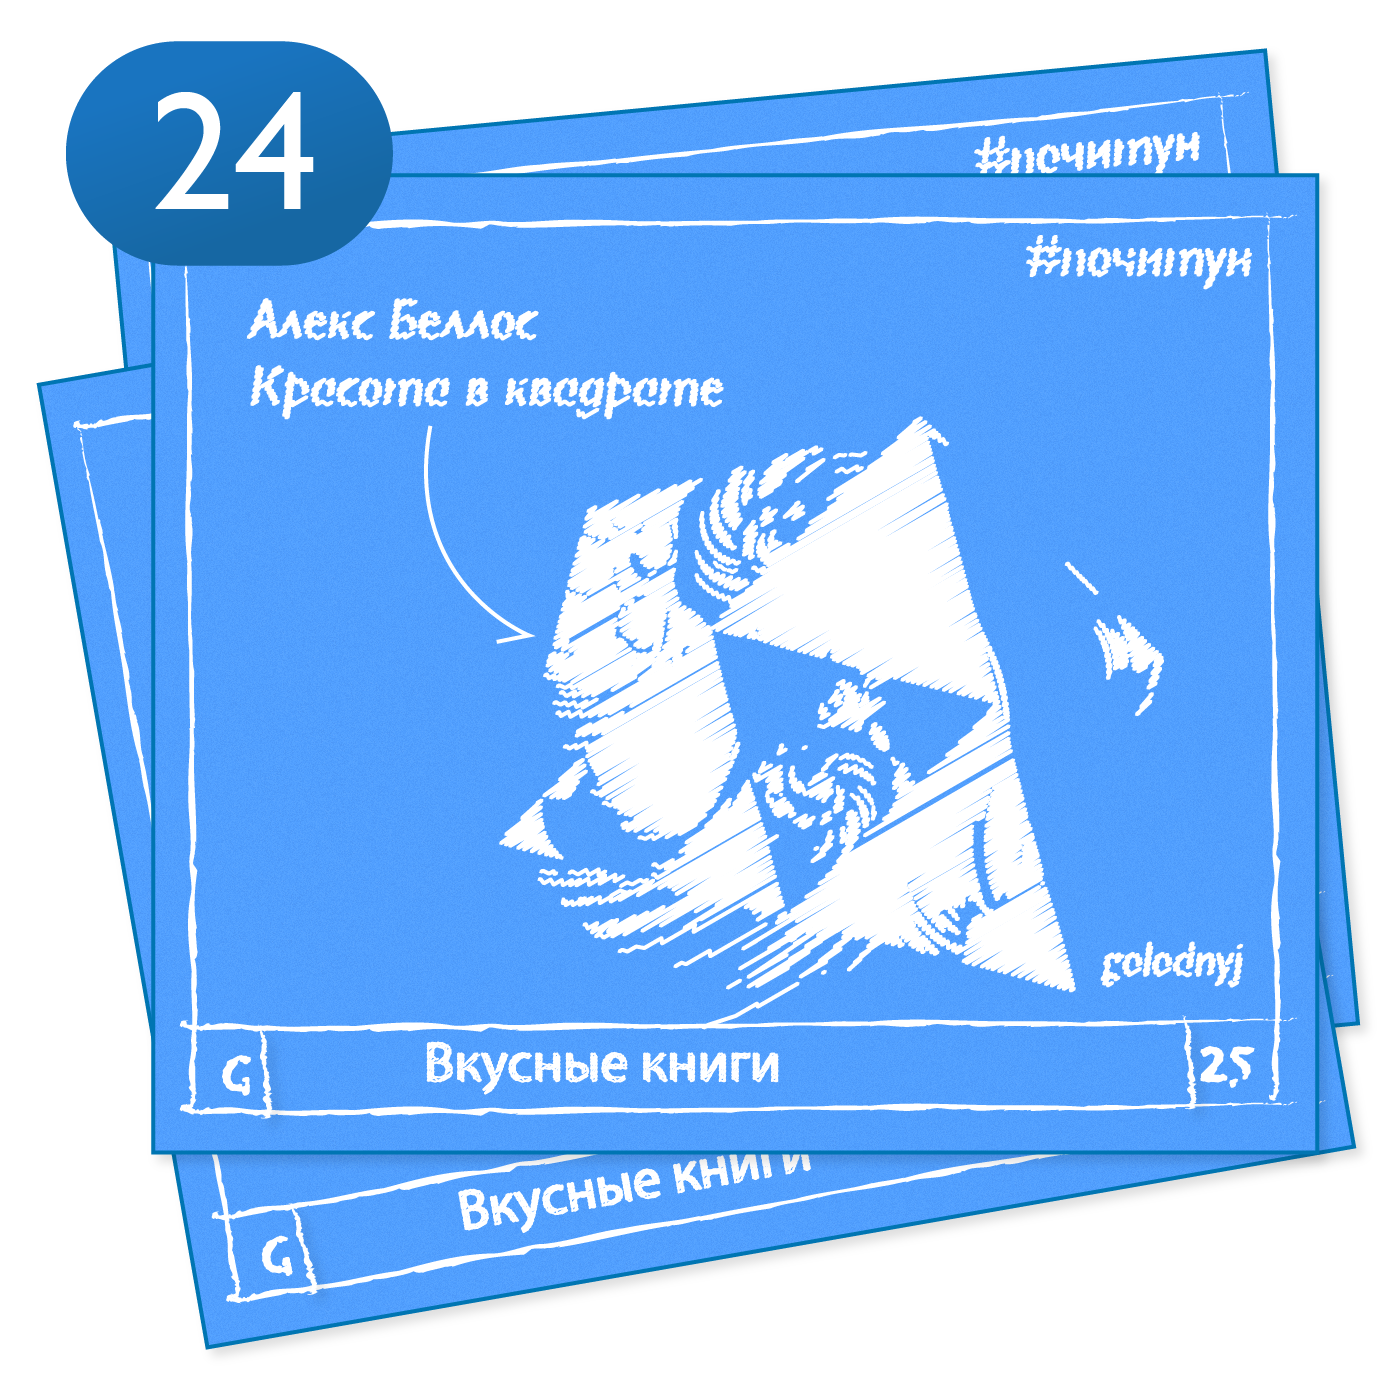 24
#почитун
#почитун
Алекс Беллос
Красота в квадрате
golodnyj
G
Вкусные книги
25
Вкусные книги
G